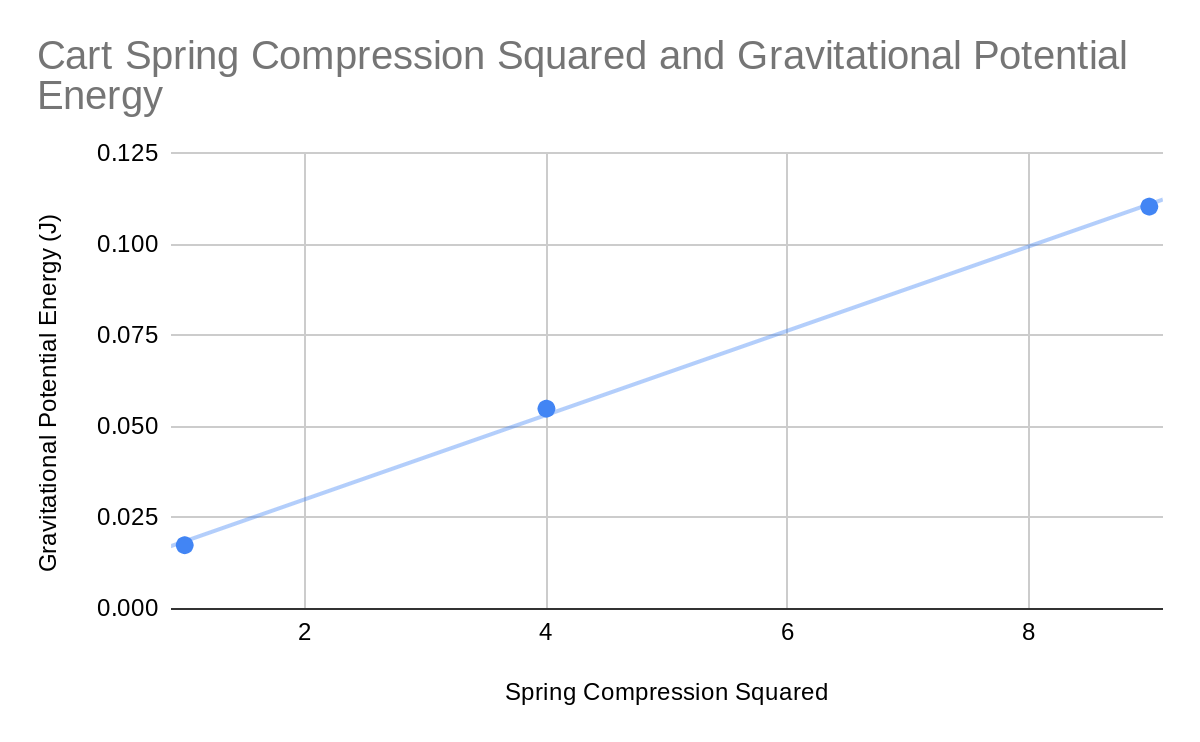 Cart Spring Compression Squared and Gravitational Potential
Energy
0.125
0.100
0.075
0.050
0.025
0.000
Gravitational Potential Energy (J)
2
4
6
8
Spring Compression Squared